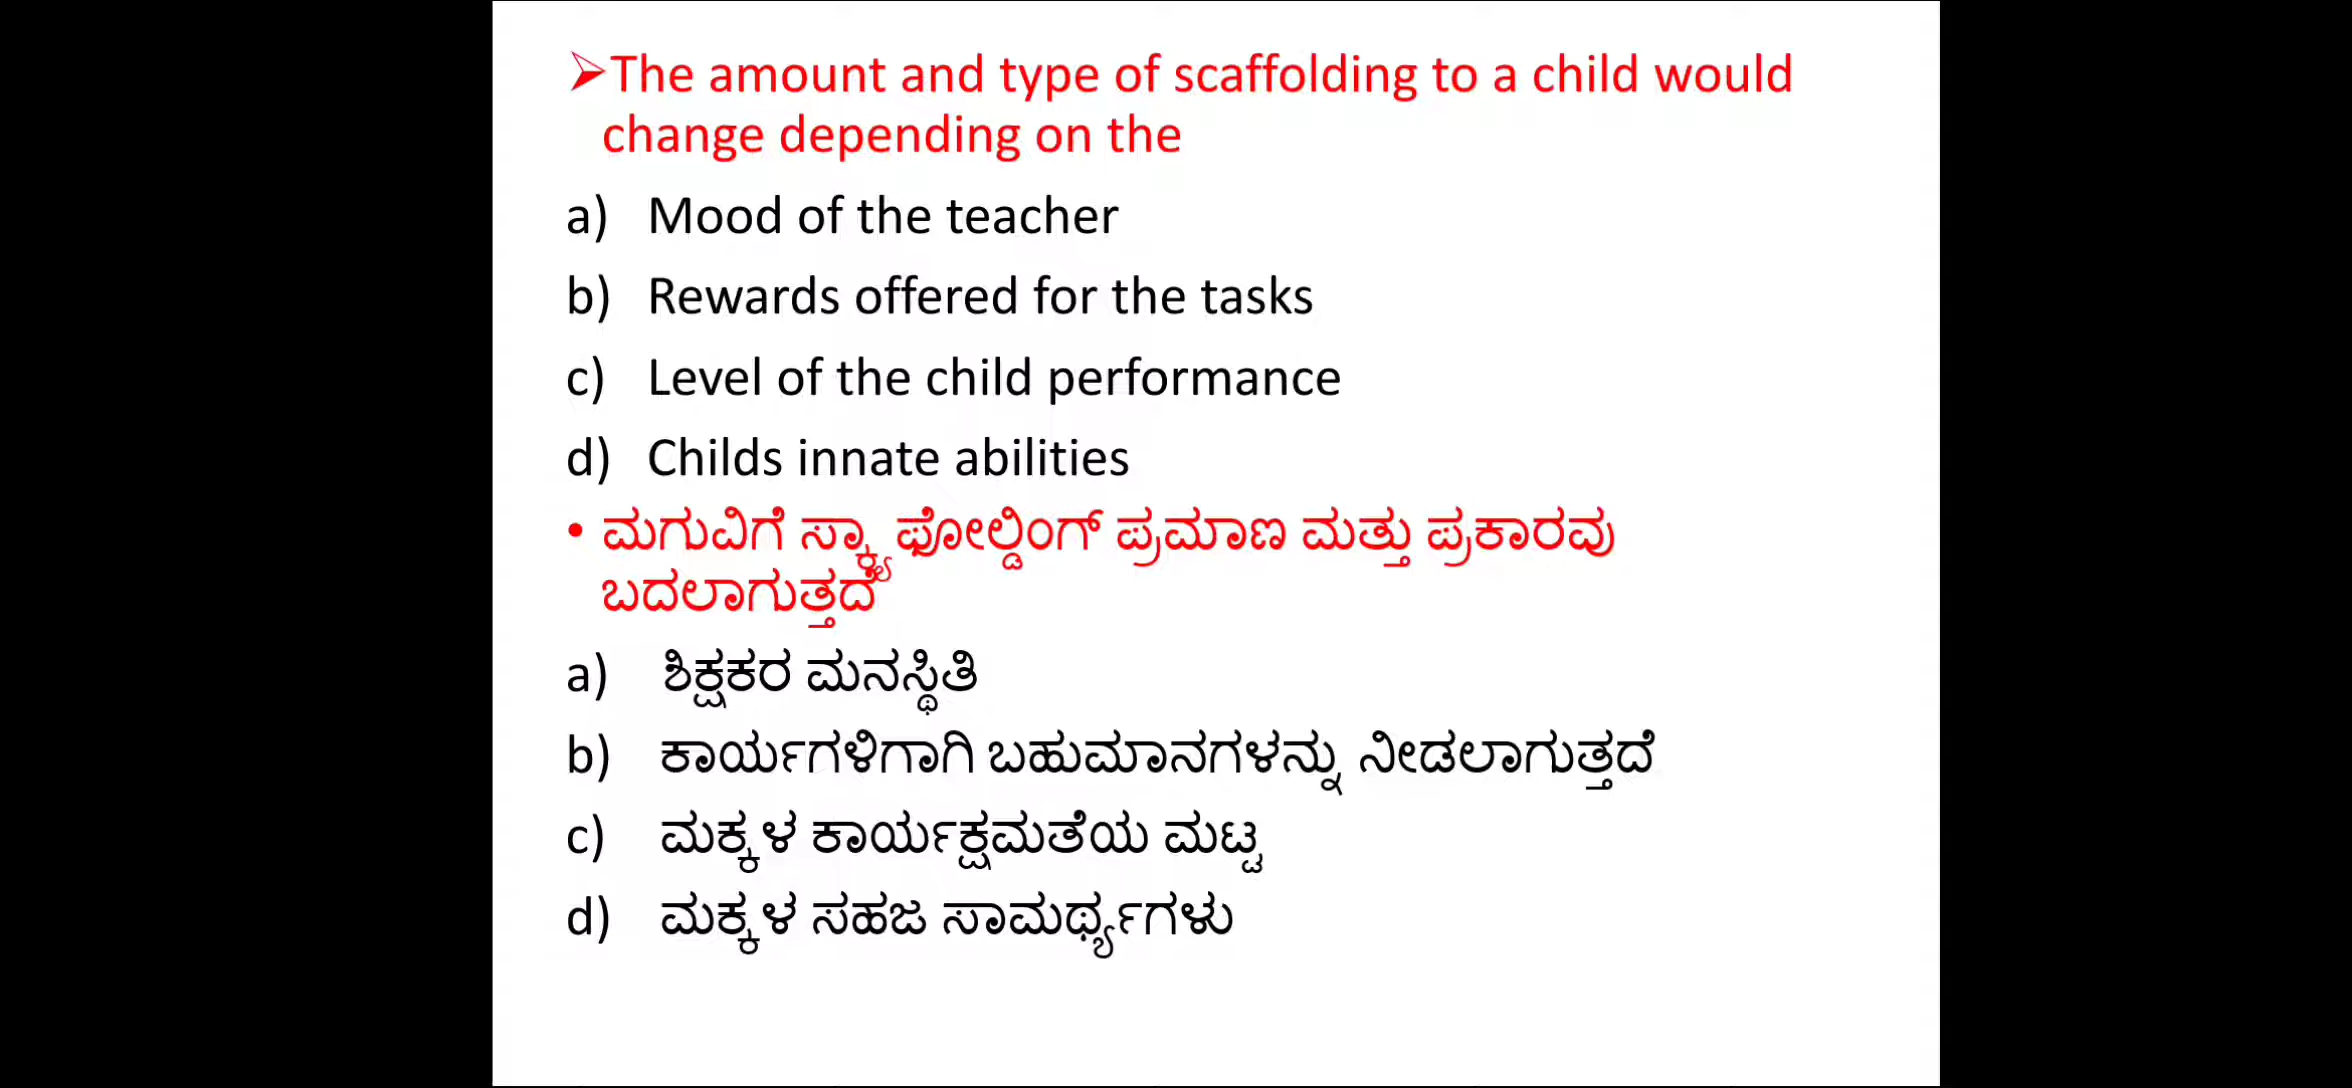 ➢The amount and type of scaffolding to a child would
change depending on the
a) Mood of the teacher
b) Rewards offered for the tasks
c) Level of the child performance
d) Childs innate abilities
• ಮಗುವಿಗೆ ಸ್ಕ್ಯಾಫೋಲ್ಡಿಂಗ್ ಪ್ರಮಾಣ ಮತ್ತು ಪ್ರಕಾರವು
ಬದಲಾಗುತ್ತದೆ
a) ಶಿಕ್ಷಕರ ಮನಸ್ಥಿತಿ
b) ಕಾರ್ಯಗಳಿಗಾಗಿ ಬಹುಮಾನಗಳನ್ನು ನೀಡಲಾಗುತ್ತದೆ
c) ಮಕ್ಕಳ ಕಾರ್ಯಕ್ಷಮತೆಯ ಮಟ್ಟ
d) ಮಕ್ಕಳ ಸಹಜ ಸಾಮರ್ಥ್ಯಗಳು